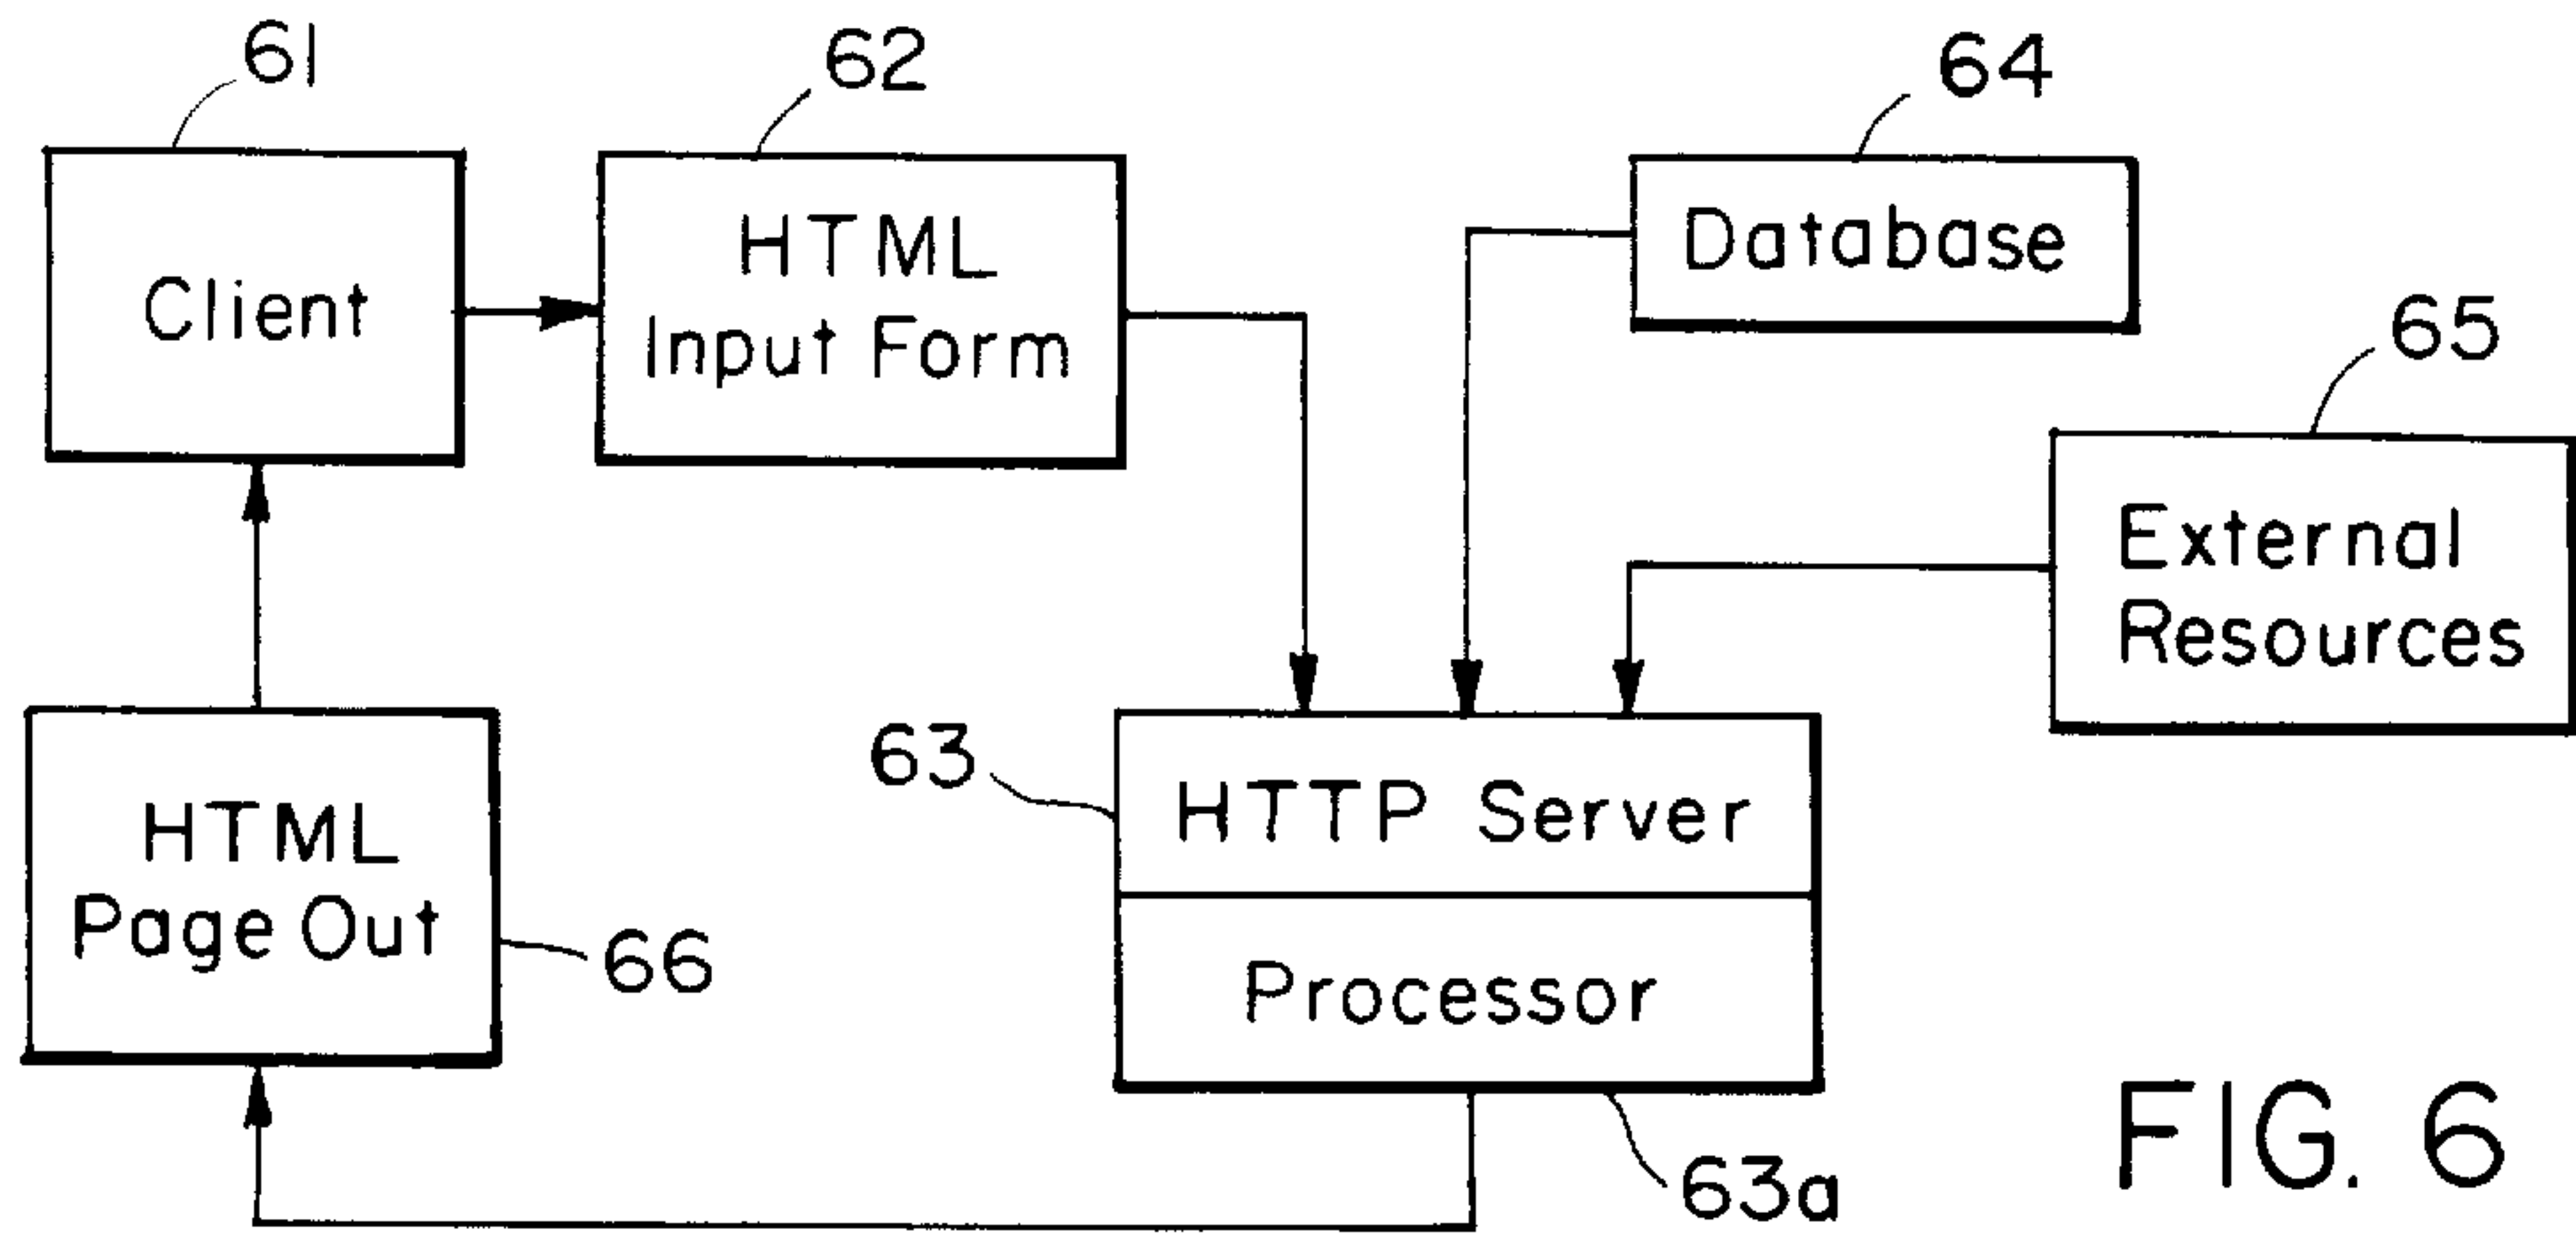 61
62
64
Client
HTML
Input Form
Database
65
External
Resources
63
HTTP Server
Processor
HTML
Page Out
66
63a
FIG. 6